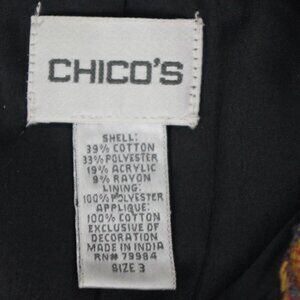 CHICO'S
SHELL:
39% COTTON
33% POLYESTER
19% ACRYLIC
9% RAYON
LINING:
100% POLYESTER
APPLIQUE:
100% COTTON
EXCLUSIVE OF
DECORATION
MADE IN INDIA
RN# 79984
SIZE 3